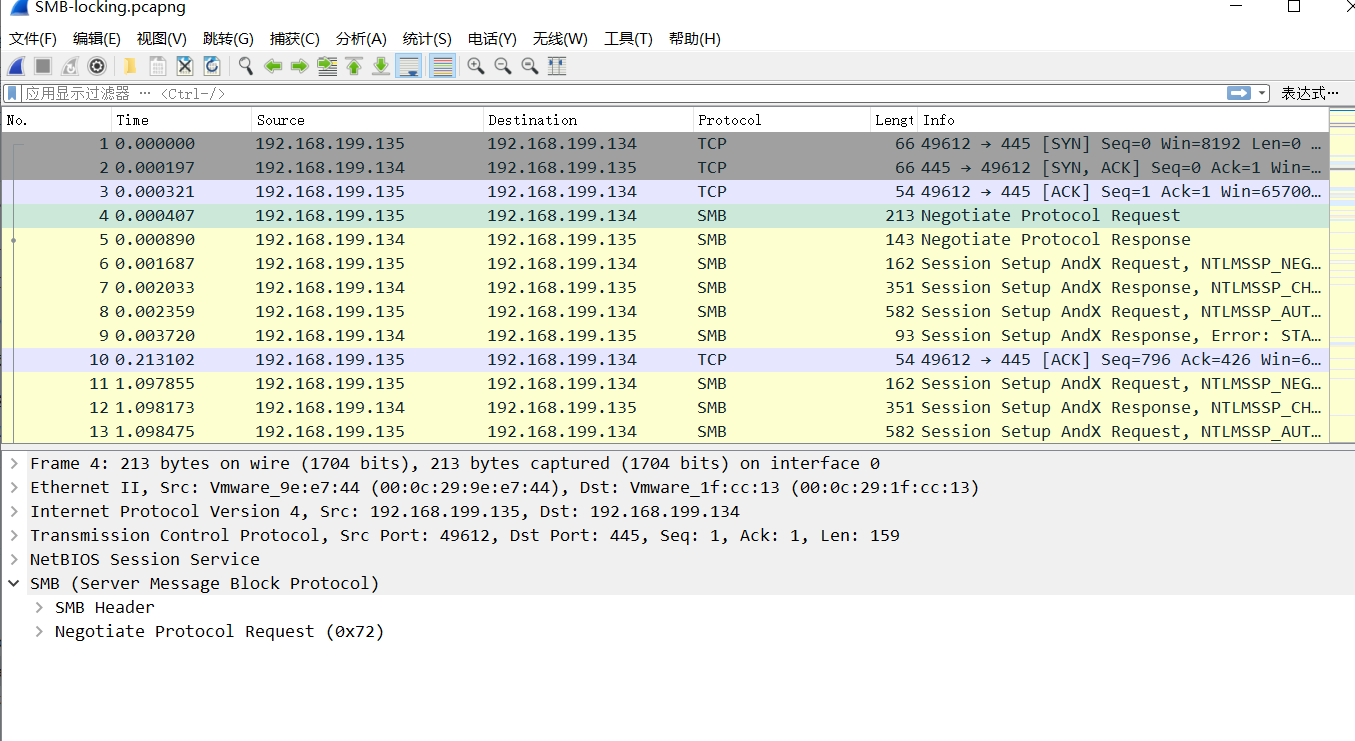 SMB-locking.pcapng
文件(F) 编辑(E) 视图(V) 跳转(G) 捕获(C) 分析(A) 统计(S) 电话(Y) 无线(W) 工具(T) 帮助(H)
应用显示过滤器 … <Ctrl-/> 表达式…
No. Time Source Destination Protocol Lengt Info
1 0.000000 192.168.199.135 192.168.199.134 TCP 66 49612 → 445 [SYN] Seq=0 Win=8192 Len=0 …
2 0.000197 192.168.199.134 192.168.199.135 TCP 66 445 → 49612 [SYN, ACK] Seq=0 Ack=1 Win=…
3 0.000321 192.168.199.135 192.168.199.134 TCP 54 49612 → 445 [ACK] Seq=1 Ack=1 Win=65700…
4 0.000407 192.168.199.135 192.168.199.134 SMB 213 Negotiate Protocol Request
5 0.000890 192.168.199.134 192.168.199.135 SMB 143 Negotiate Protocol Response
6 0.001687 192.168.199.135 192.168.199.134 SMB 162 Session Setup AndX Request, NTLMSSP_NEG…
7 0.002033 192.168.199.134 192.168.199.135 SMB 351 Session Setup AndX Response, NTLMSSP_CH…
8 0.002359 192.168.199.135 192.168.199.134 SMB 582 Session Setup AndX Request, NTLMSSP_AUT…
9 0.003720 192.168.199.134 192.168.199.135 SMB 93 Session Setup AndX Response, Error: STA…
10 0.213102 192.168.199.135 192.168.199.134 TCP 54 49612 → 445 [ACK] Seq=796 Ack=426 Win=6…
11 1.097855 192.168.199.135 192.168.199.134 SMB 162 Session Setup AndX Request, NTLMSSP_NEG…
12 1.098173 192.168.199.134 192.168.199.135 SMB 351 Session Setup AndX Response, NTLMSSP_CH…
13 1.098475 192.168.199.135 192.168.199.134 SMB 582 Session Setup AndX Request, NTLMSSP_AUT…
Frame 4: 213 bytes on wire (1704 bits), 213 bytes captured (1704 bits) on interface 0
Ethernet II, Src: Vmware_9e:e7:44 (00:0c:29:9e:e7:44), Dst: Vmware_1f:cc:13 (00:0c:29:1f:cc:13)
Internet Protocol Version 4, Src: 192.168.199.135, Dst: 192.168.199.134
Transmission Control Protocol, Src Port: 49612, Dst Port: 445, Seq: 1, Ack: 1, Len: 159
NetBIOS Session Service
SMB (Server Message Block Protocol)
SMB Header
Negotiate Protocol Request (0x72)